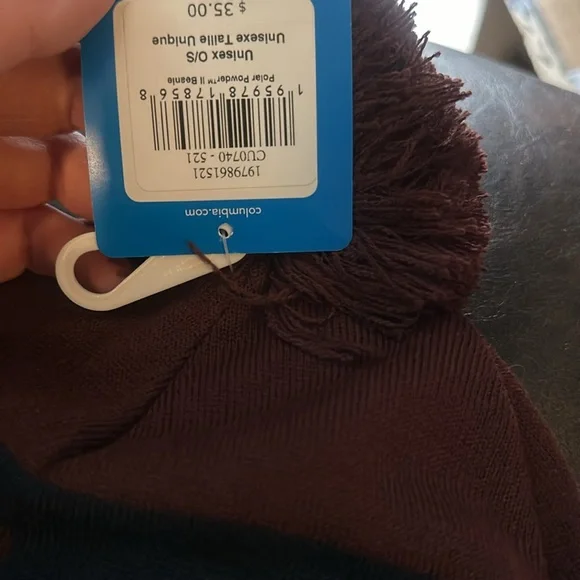 columbia.com
1979861521
CU0740 - 521
1 95978 17856 8
Polar Powder™ II Beanie
Unisex O/S
Unisexe Taille Unique
$ 35.00